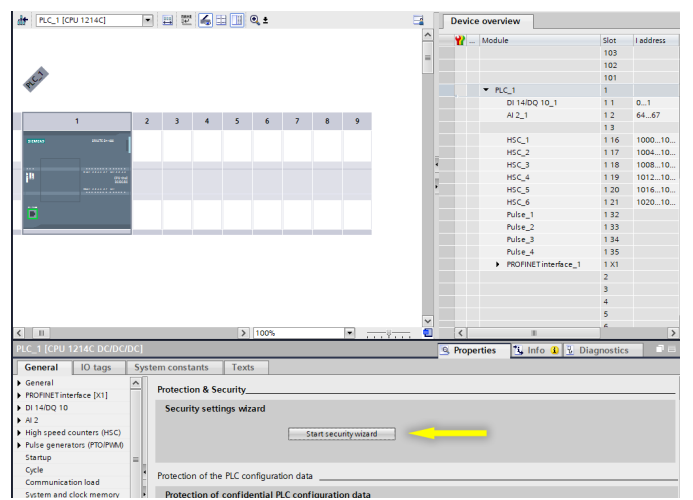 PLC_1 [CPU 1214C]
Device overview
... Module Slot I address
103
102
101
PLC_1 1
DI 14/DQ 10_1 1 1 0...1
AI 2_1 1 2 64...67
1 3
HSC_1 1 16 1000...10...
HSC_2 1 17 1004...10...
HSC_3 1 18 1008...10...
HSC_4 1 19 1012...10...
HSC_5 1 20 1016...10...
HSC_6 1 21 1020...10...
Pulse_1 1 32
Pulse_2 1 33
Pulse_3 1 34
Pulse_4 1 35
PROFINET interface_1 1 X1
2
3
4
5
6
PLC_1
1 2 3 4 5 6 7 8 9
SIEMENS
100%
PLC_1 [CPU 1214C DC/DC/DC]
Properties Info Diagnostics
General IO tags System constants Texts
General
PROFINET interface [X1]
DI 14/DQ 10
AI 2
High speed counters (HSC)
Pulse generators (PTO/PWM)
Startup
Cycle
Communication load
System and clock memory
Protection & Security
Security settings wizard
Start security wizard
Protection of the PLC configuration data
Protection of confidential PLC configuration data